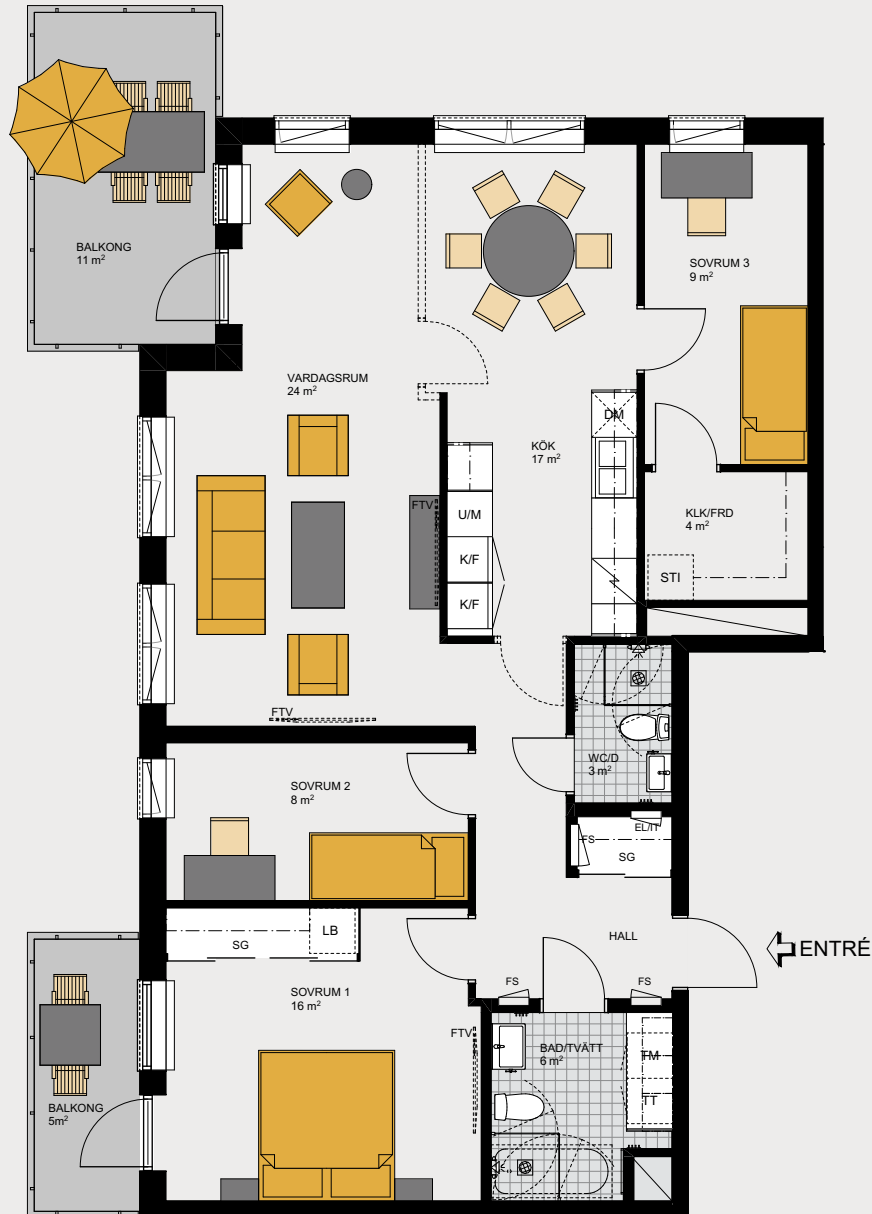 BALKONG
11 m²
SOVRUM 3
9 m²
VARDAGSRUM
24 m²
DM
KÖK
17 m²
FTV
U/M
K/F
K/F
KLK/FRD
4 m²
STI
FTV
WC/D
3 m²
SOVRUM 2
8 m²
EL/IT
FS
SG
SG
LB
HALL
ENTRÉ
SOVRUM 1
16 m²
FS
FS
FTV
BAD/TVÄTT
6 m²
TM
TT
BALKONG
5m²